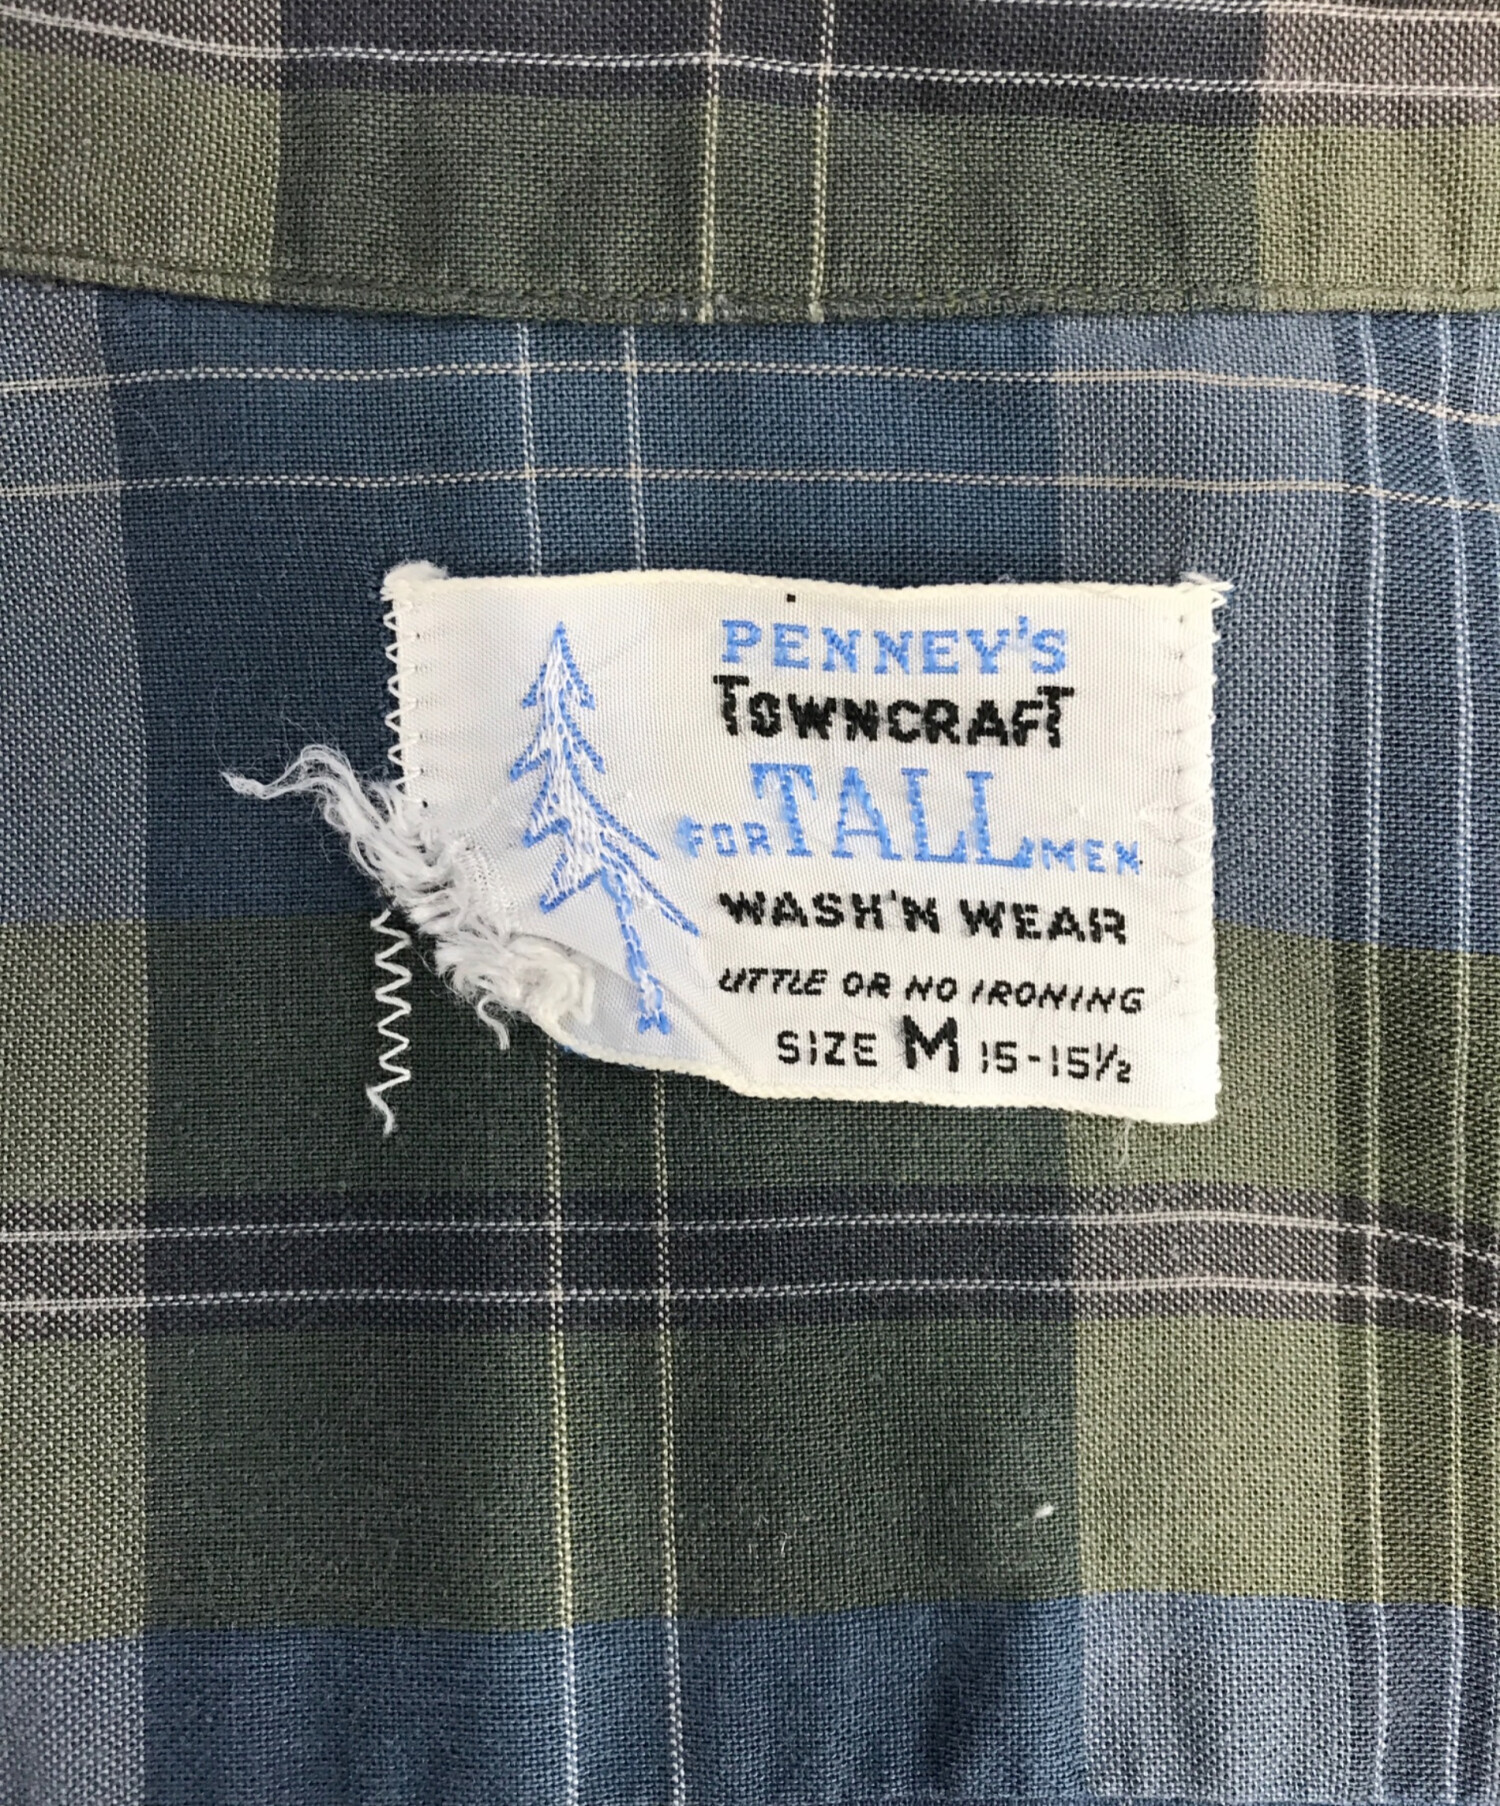 PENNEY'S
TOWNCRAFT
FOR TALL MEN
WASH'N WEAR
LITTLE OR NO IRONING
SIZE M 15-15½